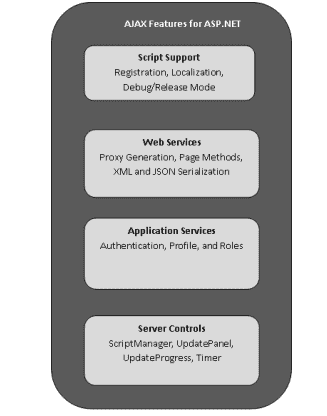 AJAX Features for ASP.NET
Script Support
Registration, Localization,
Debug/Release Mode
Web Services
Proxy Generation, Page Methods,
XML and JSON Serialization
Application Services
Authentication, Profile, and Roles
Server Controls
ScriptManager, UpdatePanel,
UpdateProgress, Timer